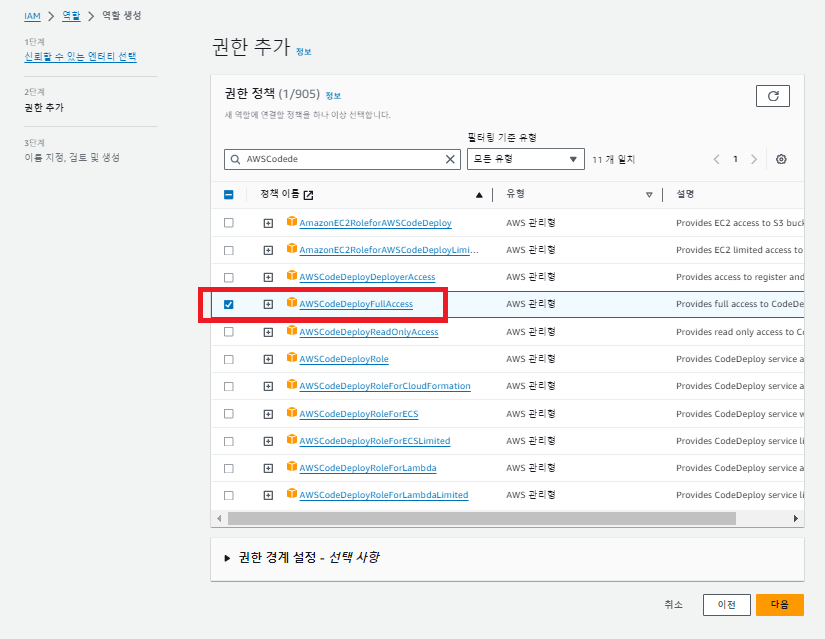 IAM > 역할 > 역할 생성
1단계
신뢰할 수 있는 엔터티 선택
2단계
권한 추가
3단계
이름 지정, 검토 및 생성
권한 추가 정보
권한 정책 (1/905) 정보
새 역할에 연결할 정책을 하나 이상 선택합니다.
필터링 기준 유형
AWSCodede 모든 유형 11 개 일치 1
정책 이름 유형 설명
AmazonEC2RoleforAWSCodeDeploy AWS 관리형 Provides EC2 access to S3 buck
AmazonEC2RoleforAWSCodeDeployLimi... AWS 관리형 Provides EC2 limited access to
AWSCodeDeployDeployerAccess AWS 관리형 Provides access to register and
AWSCodeDeployFullAccess AWS 관리형 Provides full access to CodeDe
AWSCodeDeployReadOnlyAccess AWS 관리형 Provides read only access to Co
AWSCodeDeployRole AWS 관리형 Provides CodeDeploy service a
AWSCodeDeployRoleForCloudFormation AWS 관리형 Provides CodeDeploy service a
AWSCodeDeployRoleForECS AWS 관리형 Provides CodeDeploy service w
AWSCodeDeployRoleForECSLimited AWS 관리형 Provides CodeDeploy service li
AWSCodeDeployRoleForLambda AWS 관리형 Provides CodeDeploy service a
AWSCodeDeployRoleForLambdaLimited AWS 관리형 Provides CodeDeploy service li
권한 경계 설정 - 선택 사항
취소 이전 다음